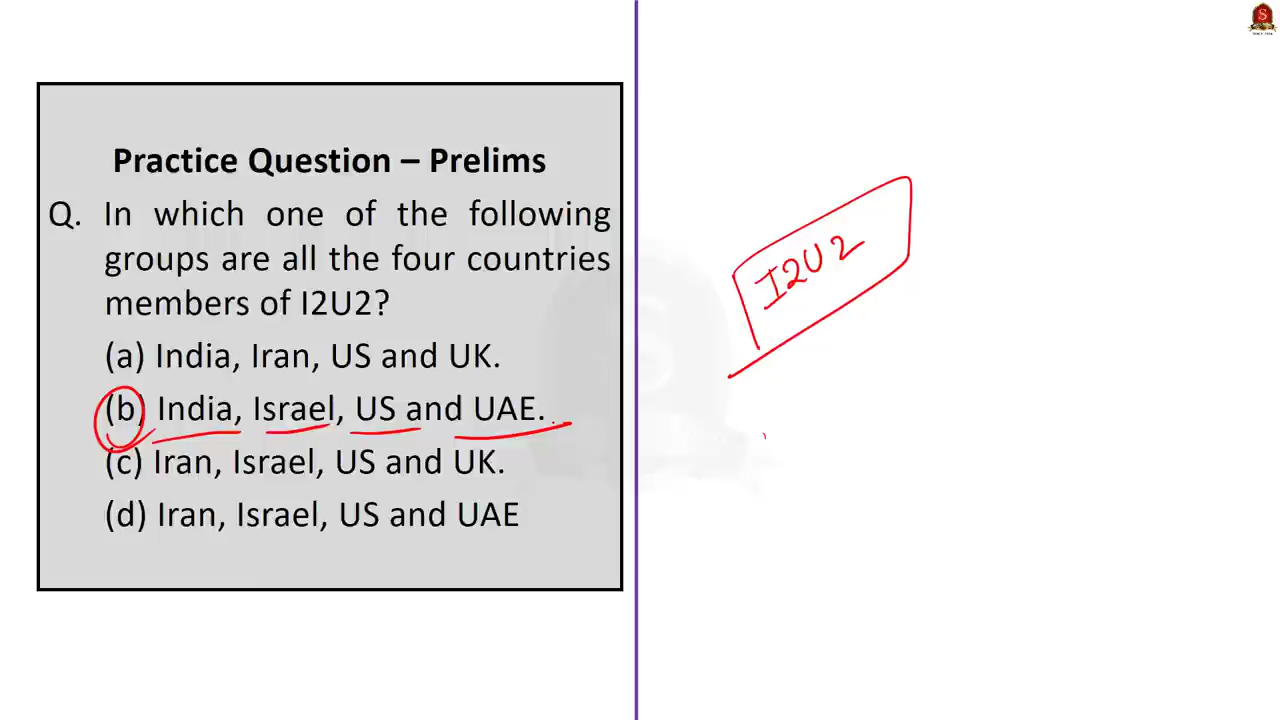 Practice Question – Prelims
Q. In which one of the following
groups are all the four countries
members of I2U2?
(a) India, Iran, US and UK.
(b) India, Israel, US and UAE.
(c) Iran, Israel, US and UK.
(d) Iran, Israel, US and UAE
I2U2